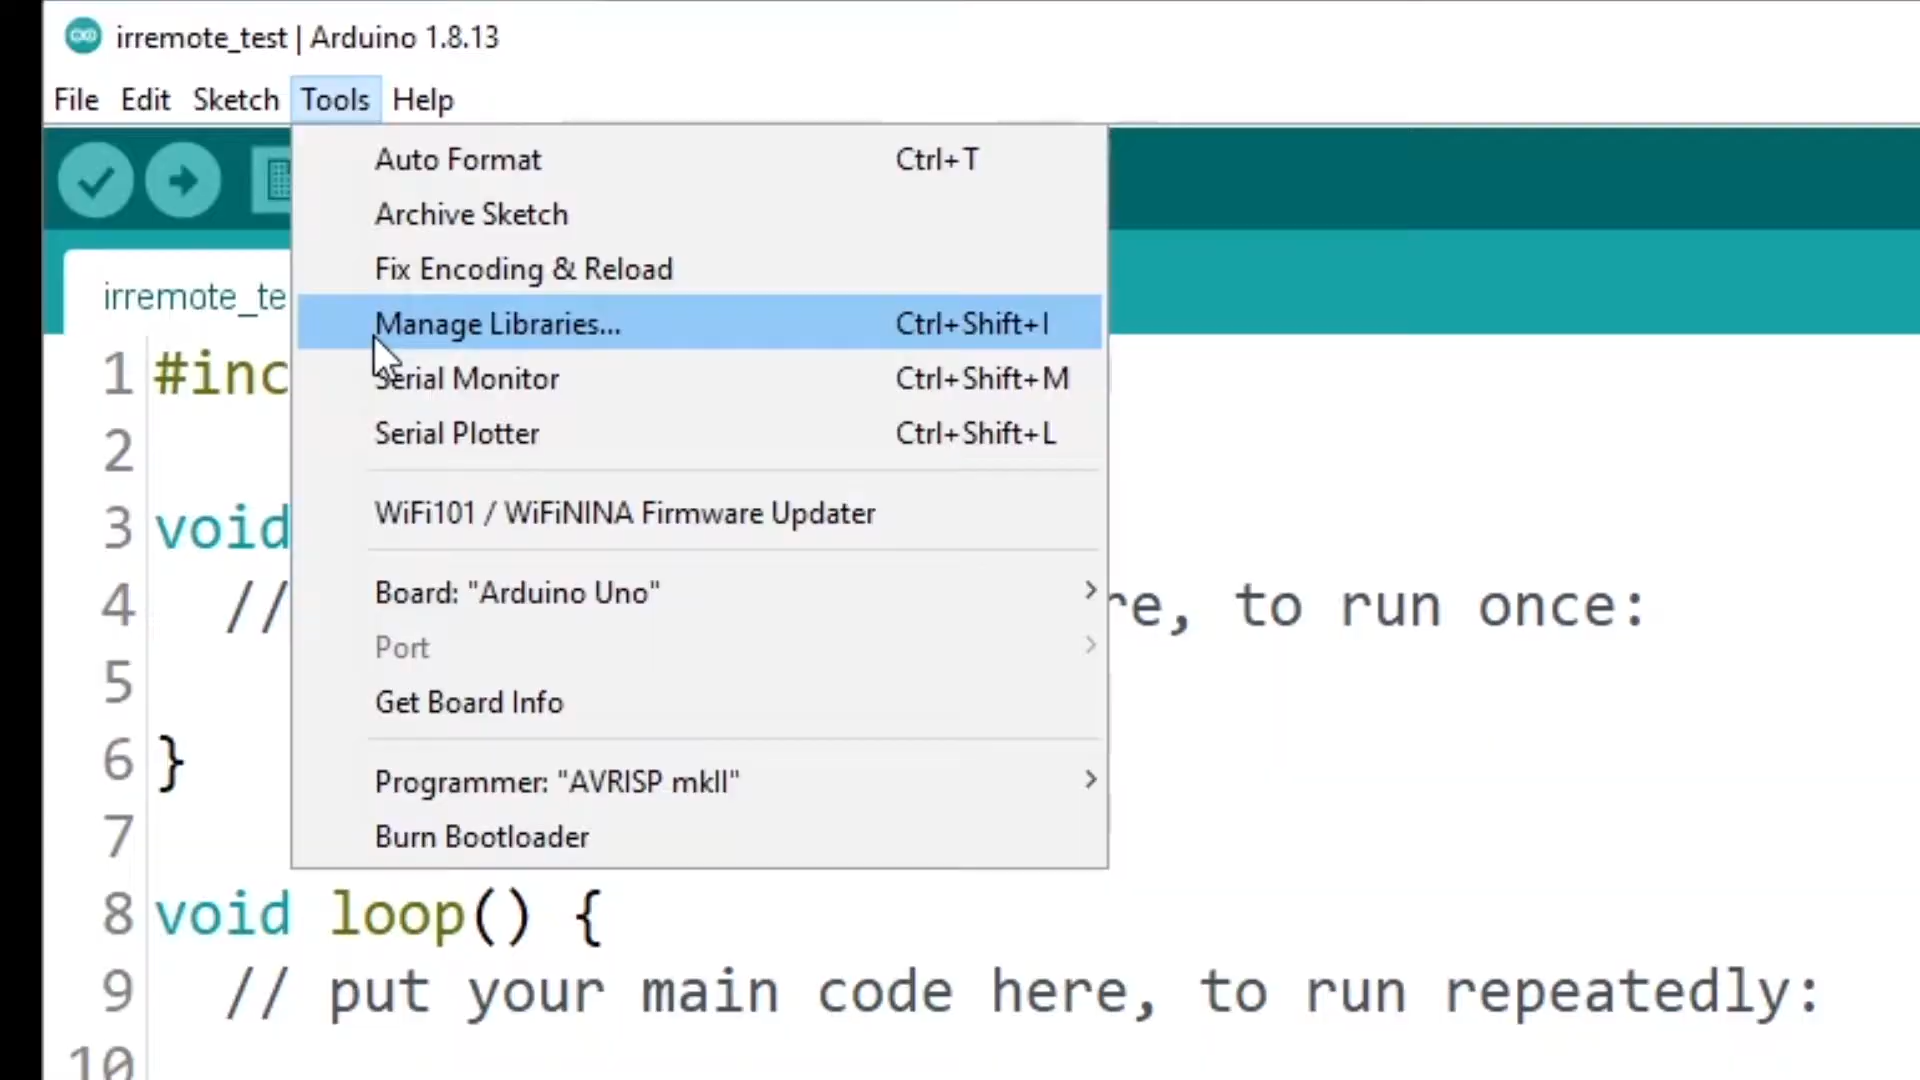 irremote_test | Arduino 1.8.13
File Edit Sketch Tools Help
Auto Format Ctrl+T
Archive Sketch
Fix Encoding & Reload
Manage Libraries... Ctrl+Shift+I
Serial Monitor Ctrl+Shift+M
Serial Plotter Ctrl+Shift+L
WiFi101 / WiFiNINA Firmware Updater
Board: "Arduino Uno"
Port
Get Board Info
Programmer: "AVRISP mkII"
Burn Bootloader
irremote_te
1 #inc
2
3 void
4 // re, to run once:
5
6 }
7
8 void loop() {
9 // put your main code here, to run repeatedly:
10